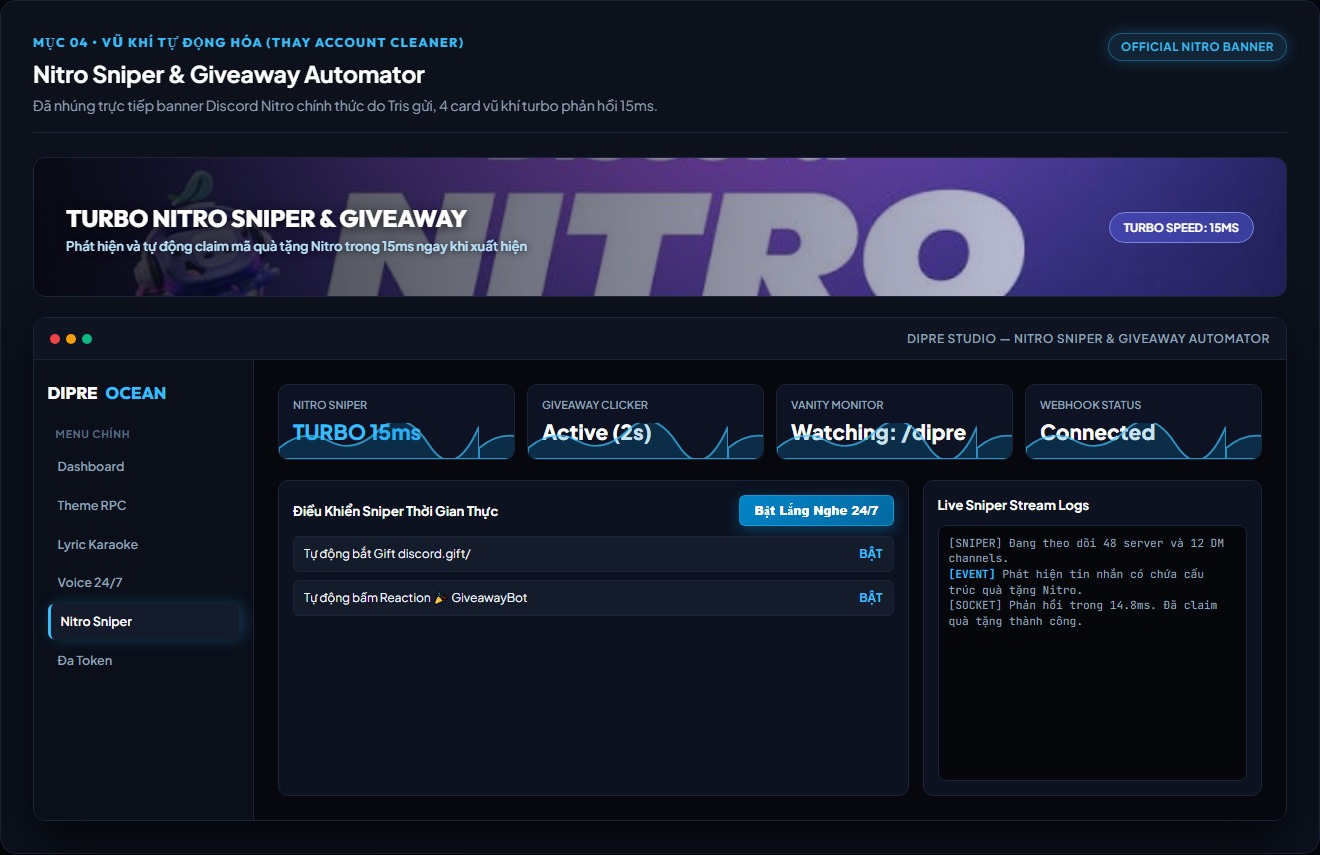 MỤC 04 • VŨ KHÍ TỰ ĐỘNG HÓA (THAY ACCOUNT CLEANER)
OFFICIAL NITRO BANNER
Nitro Sniper & Giveaway Automator
Đã nhúng trực tiếp banner Discord Nitro chính thức do Tris gửi, 4 card vũ khí turbo phản hồi 15ms.
NITRO
TURBO NITRO SNIPER & GIVEAWAY
Phát hiện và tự động claim mã quà tặng Nitro trong 15ms ngay khi xuất hiện
TURBO SPEED: 15MS
DIPRE STUDIO — NITRO SNIPER & GIVEAWAY AUTOMATOR
DIPRE OCEAN
MENU CHÍNH
Dashboard
Theme RPC
Lyric Karaoke
Voice 24/7
Nitro Sniper
Đa Token
NITRO SNIPER
TURBO 15ms
GIVEAWAY CLICKER
Active (2s)
VANITY MONITOR
Watching: /dipre
WEBHOOK STATUS
Connected
Điều Khiển Sniper Thời Gian Thực
Bật Lắng Nghe 24/7
Tự động bắt Gift discord.gift/
BẬT
Tự động bấm Reaction 🎉 GiveawayBot
BẬT
Live Sniper Stream Logs
[SNIPER] Đang theo dõi 48 server và 12 DM
channels.
[EVENT] Phát hiện tin nhắn có chứa cấu
trúc quà tặng Nitro.
[SOCKET] Phản hồi trong 14.8ms. Đã claim
quà tặng thành công.